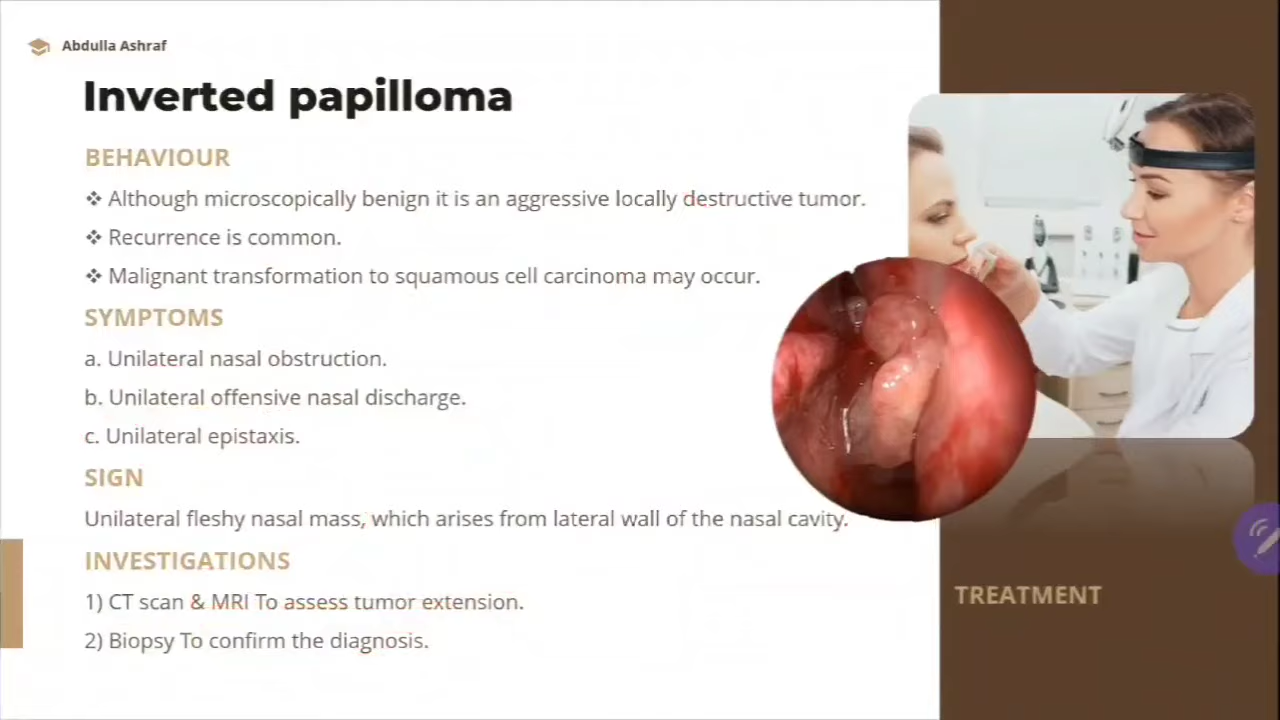 Abdulla Ashraf
Inverted papilloma
BEHAVIOUR
❖ Although microscopically benign it is an aggressive locally destructive tumor.
❖ Recurrence is common.
❖ Malignant transformation to squamous cell carcinoma may occur.
SYMPTOMS
a. Unilateral nasal obstruction.
b. Unilateral offensive nasal discharge.
c. Unilateral epistaxis.
SIGN
Unilateral fleshy nasal mass, which arises from lateral wall of the nasal cavity.
INVESTIGATIONS
1) CT scan & MRI To assess tumor extension.
2) Biopsy To confirm the diagnosis.
TREATMENT